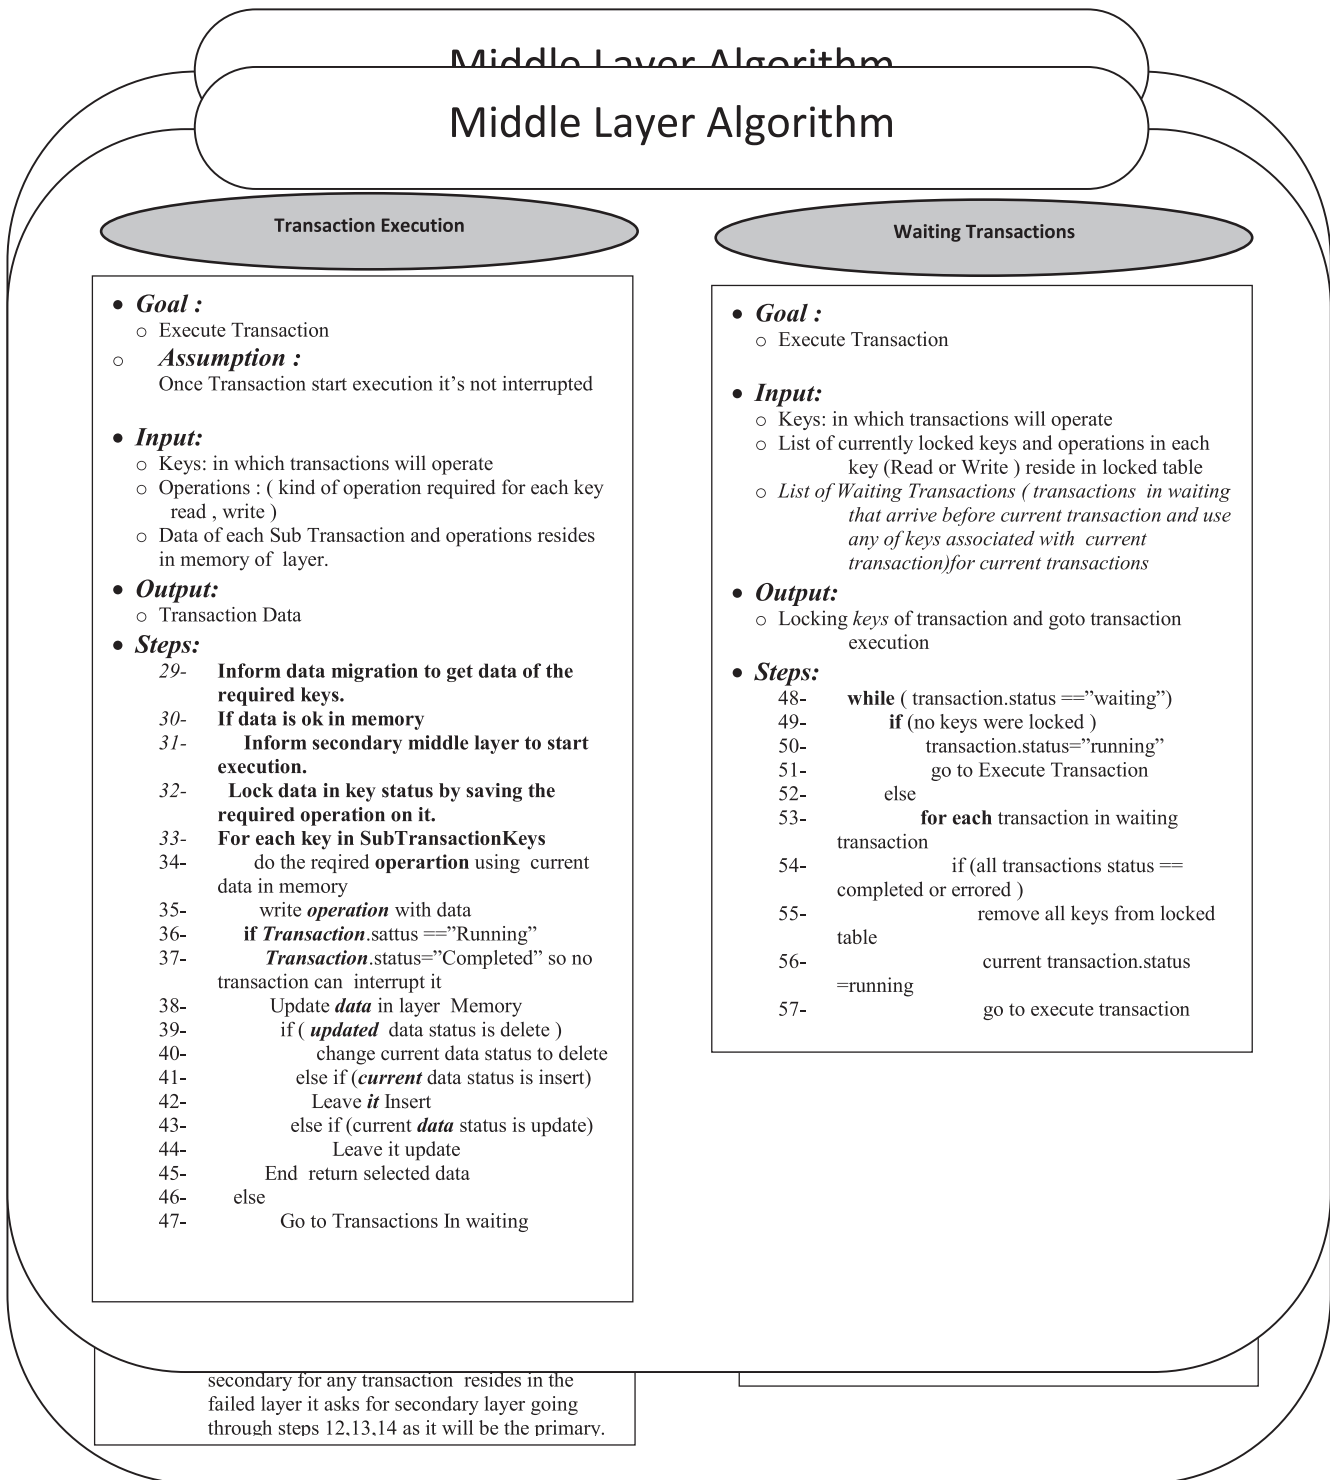 Middle Layer Algorithm
Middle Layer Algorithm
Transaction Execution
• Goal :
o Execute Transaction
o Assumption :
Once Transaction start execution it’s not interrupted
• Input:
o Keys: in which transactions will operate
o Operations : ( kind of operation required for each key
read , write )
o Data of each Sub Transaction and operations resides
in memory of layer.
• Output:
o Transaction Data
• Steps:
29- Inform data migration to get data of the
required keys.
30- If data is ok in memory
31- Inform secondary middle layer to start
execution.
32- Lock data in key status by saving the
required operation on it.
33- For each key in SubTransactionKeys
34- do the reqired operartion using current
data in memory
35- write operation with data
36- if Transaction.sattus ==”Running”
37- Transaction.status=”Completed” so no
transaction can interrupt it
38- Update data in layer Memory
39- if ( updated data status is delete )
40- change current data status to delete
41- else if (current data status is insert)
42- Leave it Insert
43- else if (current data status is update)
44- Leave it update
45- End return selected data
46- else
47- Go to Transactions In waiting
Waiting Transactions
• Goal :
o Execute Transaction
• Input:
o Keys: in which transactions will operate
o List of currently locked keys and operations in each
key (Read or Write ) reside in locked table
o List of Waiting Transactions ( transactions in waiting
that arrive before current transaction and use
any of keys associated with current
transaction)for current transactions
• Output:
o Locking keys of transaction and goto transaction
execution
• Steps:
48- while ( transaction.status ==”waiting”)
49- if (no keys were locked )
50- transaction.status=”running”
51- go to Execute Transaction
52- else
53- for each transaction in waiting
transaction
54- if (all transactions status ==
completed or errored )
55- remove all keys from locked
table
56- current transaction.status
=running
57- go to execute transaction
secondary for any transaction resides in the
failed layer it asks for secondary layer going
through steps 12,13,14 as it will be the primary.